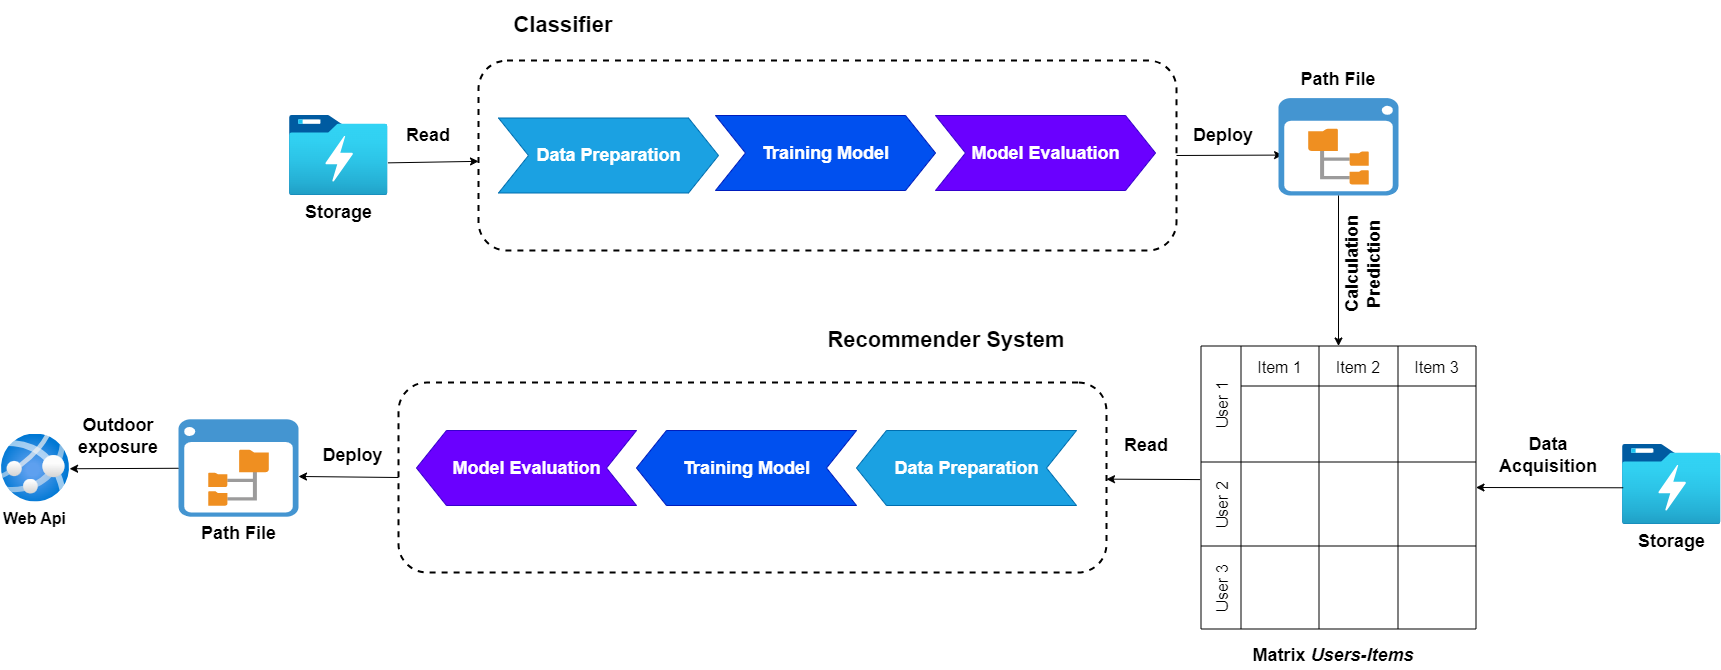 Classifier
Path File
Read
Data Preparation
Training Model
Model Evaluation
Deploy
Storage
Calculation
Prediction
Recommender System
Item 1
Item 2
Item 3
User 1
User 2
User 3
Data
Acquisition
Storage
Matrix Users-Items
Read
Data Preparation
Training Model
Model Evaluation
Deploy
Path File
Outdoor
exposure
Web Api